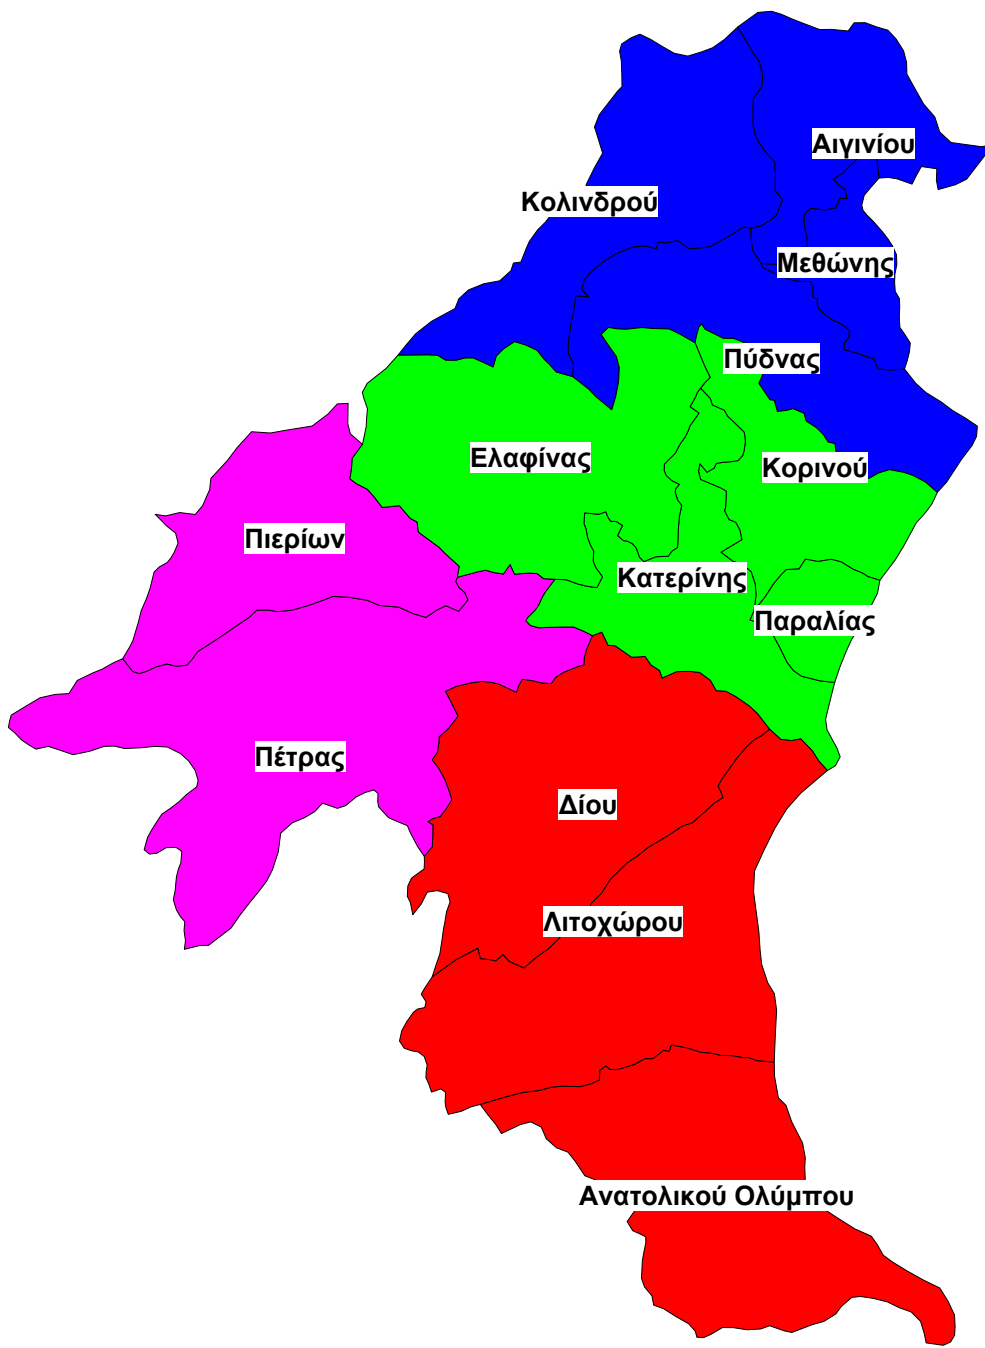 Αιγινίου
Κολινδρού
Μεθώνης
Πύδνας
Ελαφίνας
Κορινού
Πιερίων
Κατερίνης
Παραλίας
Πέτρας
Δίου
Λιτοχώρου
Ανατολικού Ολύμπου